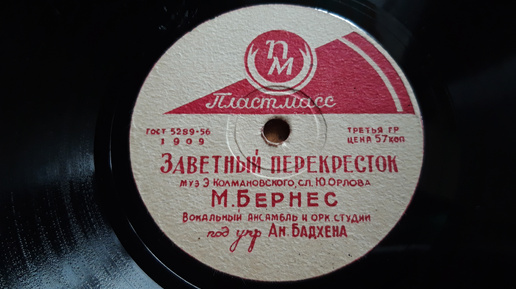 ПМ
Пластмасс
ГОСТ 5289-56
1909
ТРЕТЬЯ ГР
ЦЕНА 57коп
ЗАВЕТНЫЙ ПЕРЕКРЕСТОК
муз Э.Колмановского, сл. Ю.Орлова
М.БЕРНЕС
Вокальный ансамбль и орк. студии
под упр Ан. Бадхена